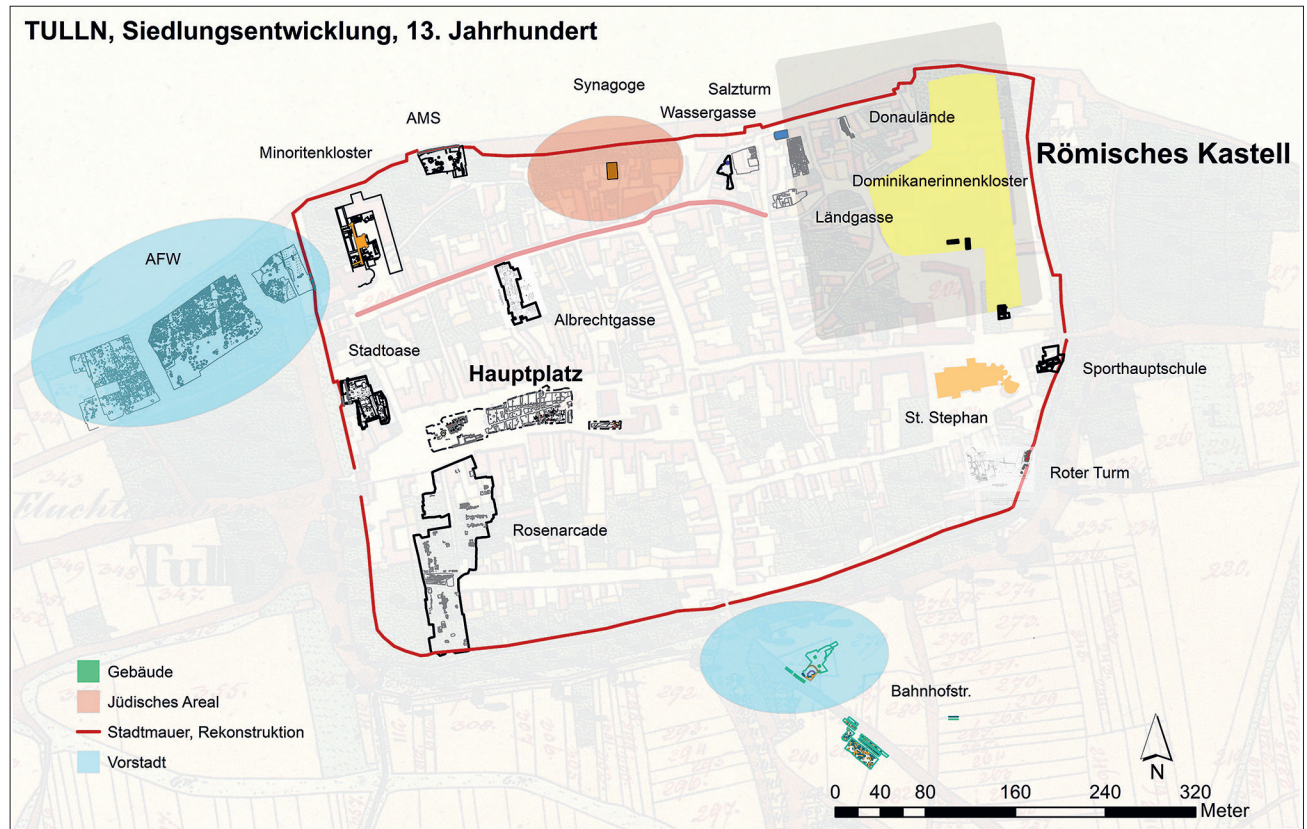 TULLN, Siedlungsentwicklung, 13. Jahrhundert
Synagoge
Salzturm
Wassergasse
AMS
Donaulände
Minoritenkloster
Römisches Kastell
Dominikanerinnenkloster
Ländgasse
AFW
Albrechtgasse
Stadtoase
Hauptplatz
Sporthauptschule
St. Stephan
Roter Turm
Rosenarcade
Gebäude
Jüdisches Areal
Stadtmauer, Rekonstruktion
Vorstadt
Bahnhofstr.
N
0 40 80 160 240 320
Meter